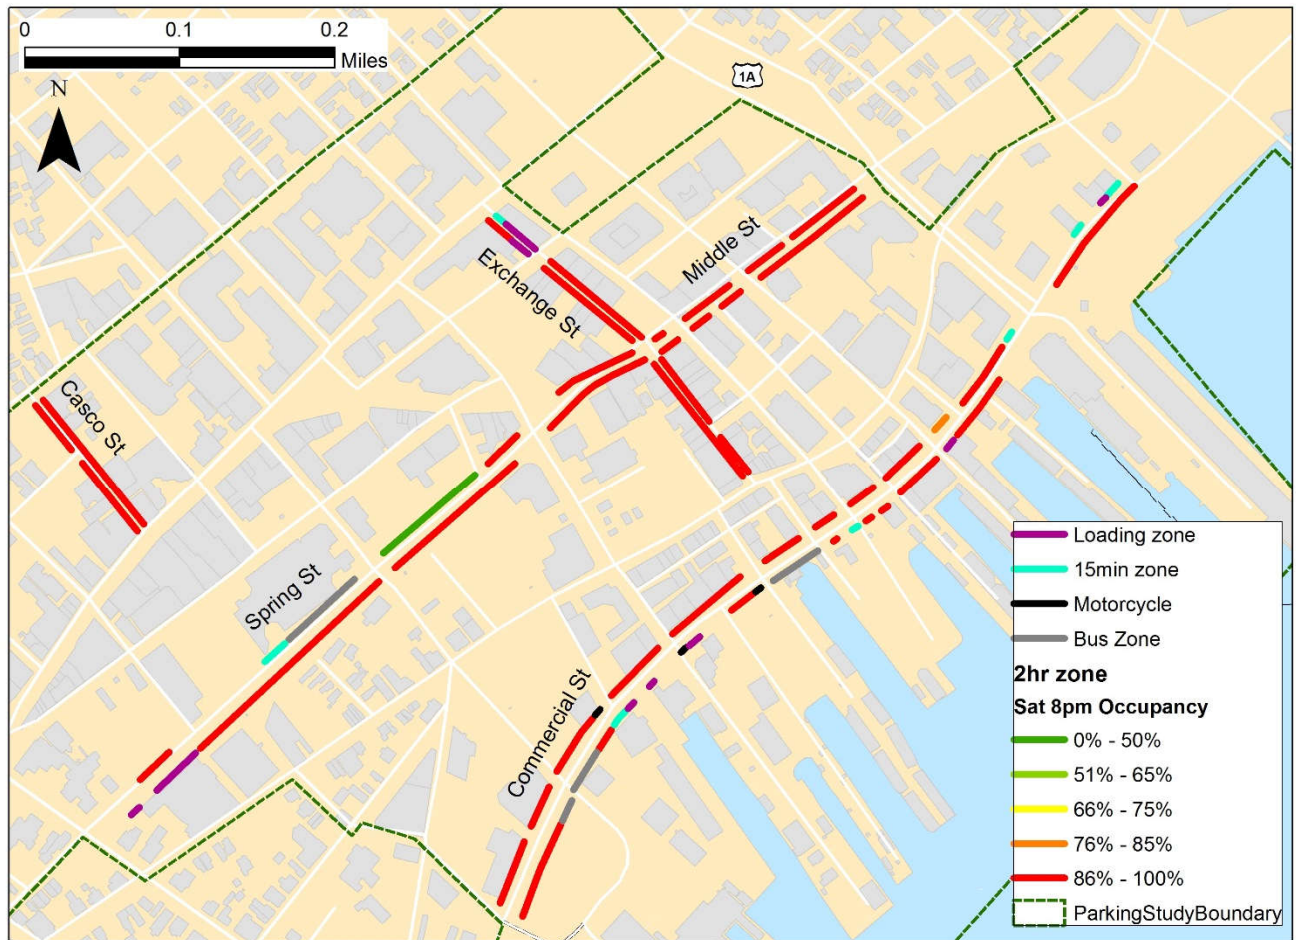 0 0.1 0.2
Miles
N
1A
Middle St
Exchange St
Casco St
Spring St
Commercial St
Loading zone
15min zone
Motorcycle
Bus Zone
2hr zone
Sat 8pm Occupancy
0% - 50%
51% - 65%
66% - 75%
76% - 85%
86% - 100%
ParkingStudyBoundary